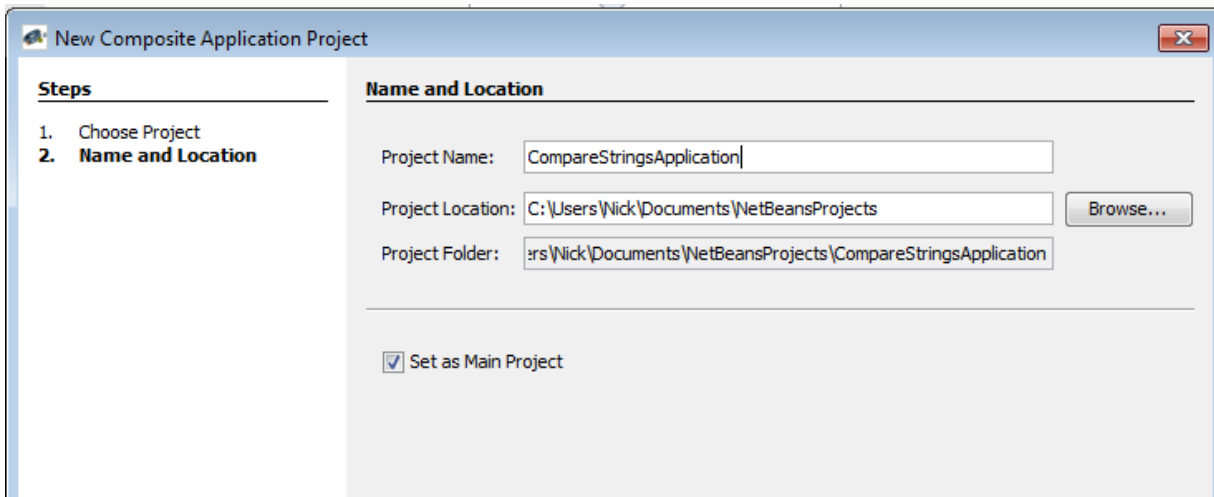 New Composite Application Project
Steps
1. Choose Project
2. Name and Location
Name and Location
Project Name: CompareStringsApplication
Project Location: C:\Users\Nick\Documents\NetBeansProjects Browse...
Project Folder: ers\Nick\Documents\NetBeansProjects\CompareStringsApplication
Set as Main Project